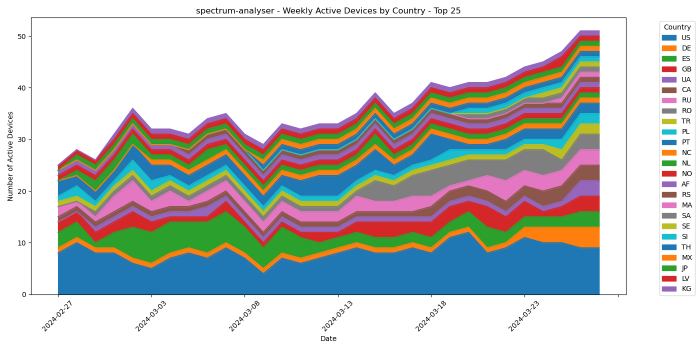 spectrum-analyser - Weekly Active Devices by Country - Top 25
Number of Active Devices
50
40
30
20
10
0
2024-02-27
2024-03-03
2024-03-08
2024-03-13
2024-03-18
2024-03-23
Date
Country
US
DE
ES
GB
UA
CA
RU
RO
TR
PL
PT
NC
NL
NO
AF
RS
MA
SA
SE
SI
TH
MX
JP
LV
KG